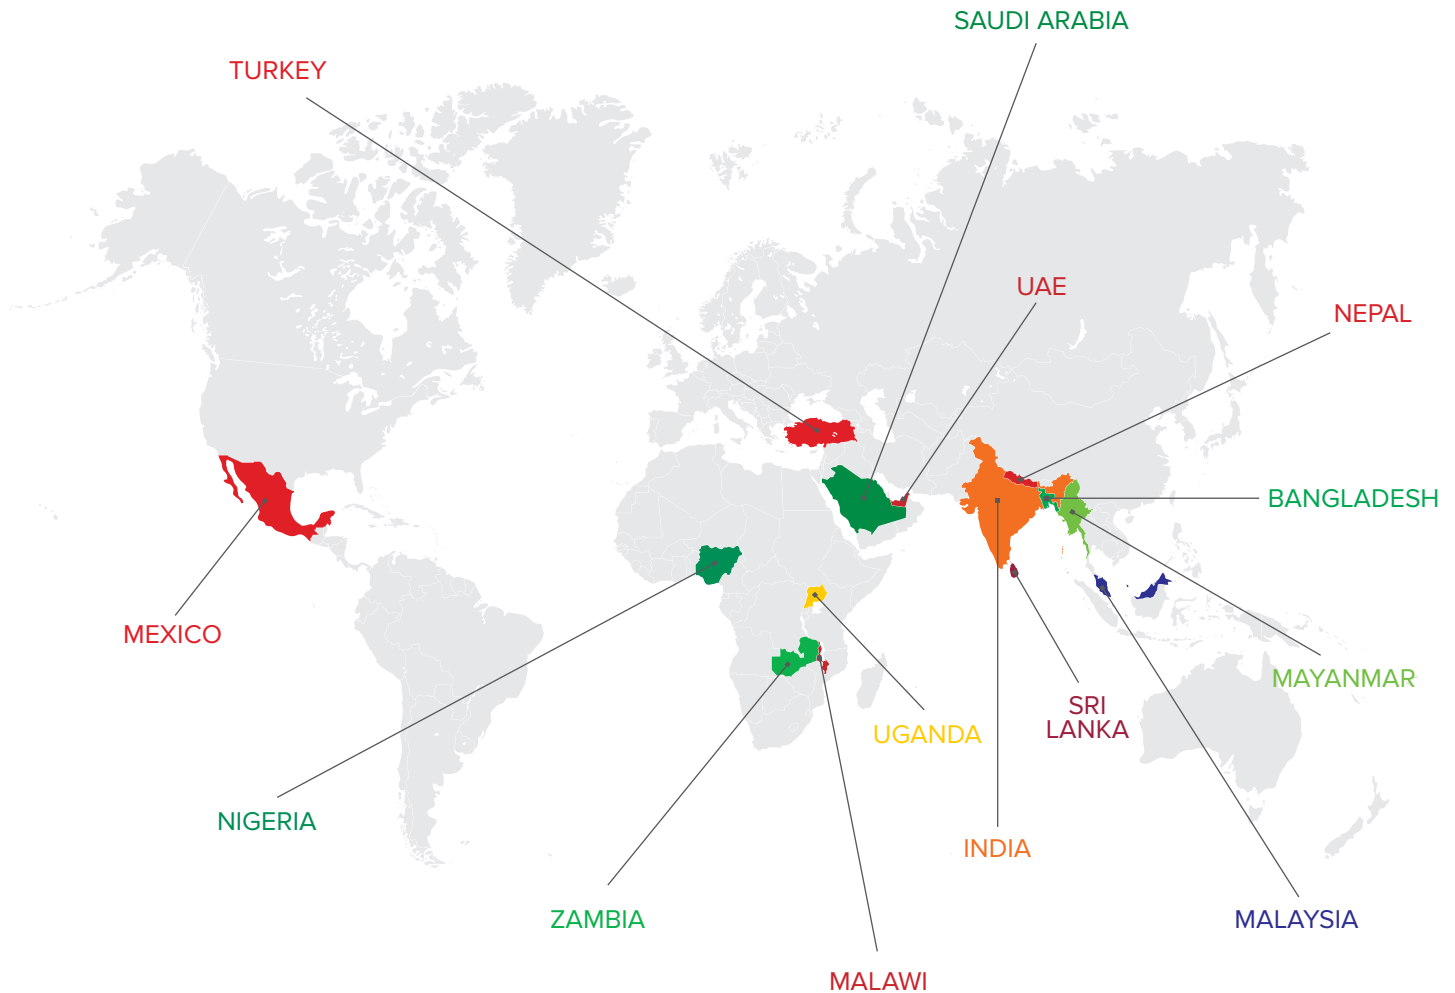 SAUDI ARABIA
TURKEY
UAE
NEPAL
BANGLADESH
MEXICO
MAYANMAR
SRI
LANKA
UGANDA
NIGERIA
INDIA
ZAMBIA
MALAYSIA
MALAWI